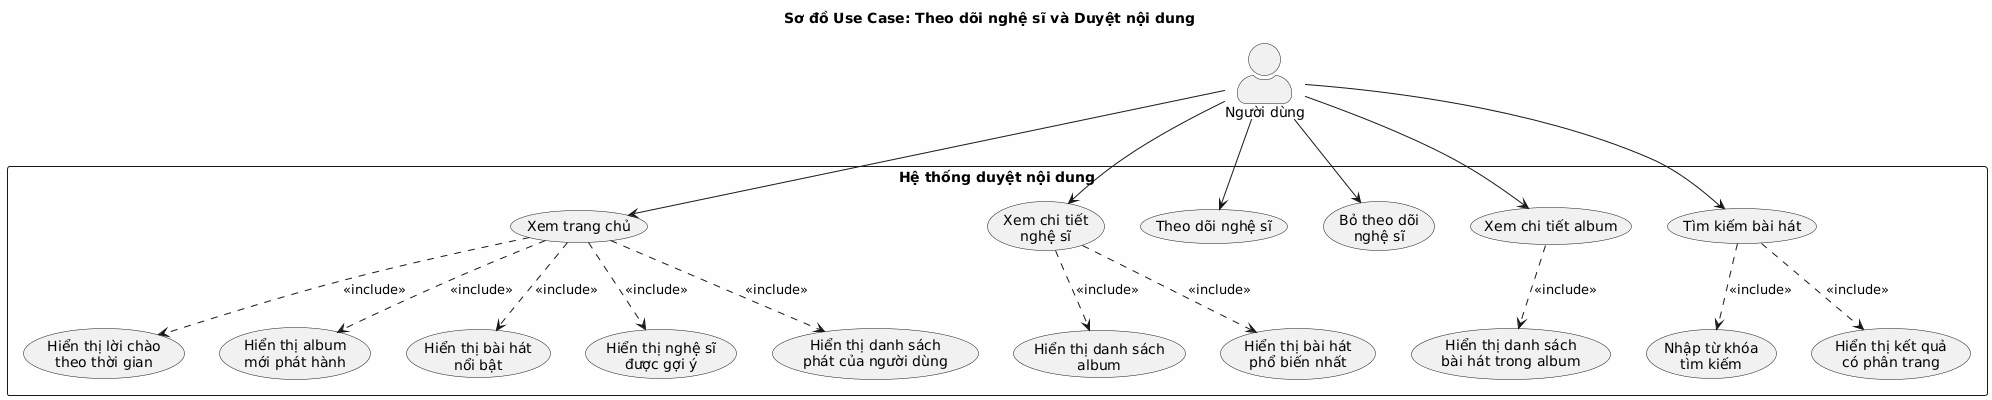 Sơ đồ Use Case: Theo dõi nghệ sĩ và Duyệt nội dung
Người dùng
Hệ thống duyệt nội dung
Xem trang chủ
Xem chi tiết
nghệ sĩ
Theo dõi nghệ sĩ
Bỏ theo dõi
nghệ sĩ
Xem chi tiết album
Tìm kiếm bài hát
«include»
«include»
«include»
«include»
«include»
«include»
«include»
«include»
«include»
«include»
Hiển thị lời chào
theo thời gian
Hiển thị album
mới phát hành
Hiển thị bài hát
nổi bật
Hiển thị nghệ sĩ
được gợi ý
Hiển thị danh sách
phát của người dùng
Hiển thị danh sách
album
Hiển thị bài hát
phổ biến nhất
Hiển thị danh sách
bài hát trong album
Nhập từ khóa
tìm kiếm
Hiển thị kết quả
có phân trang